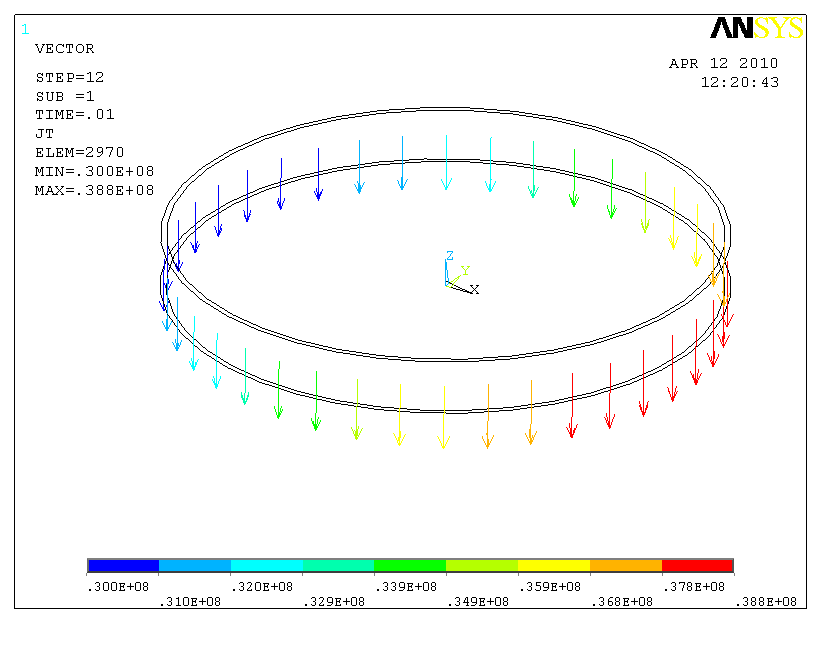 1
ANSYS
VECTOR
APR 12 2010
12:20:43
STEP=12
SUB =1
TIME=.01
JT
ELEM=2970
MIN=.300E+08
MAX=.388E+08
Z
Y
X
.300E+08 .320E+08 .339E+08 .359E+08 .378E+08
.310E+08 .329E+08 .349E+08 .368E+08 .388E+08